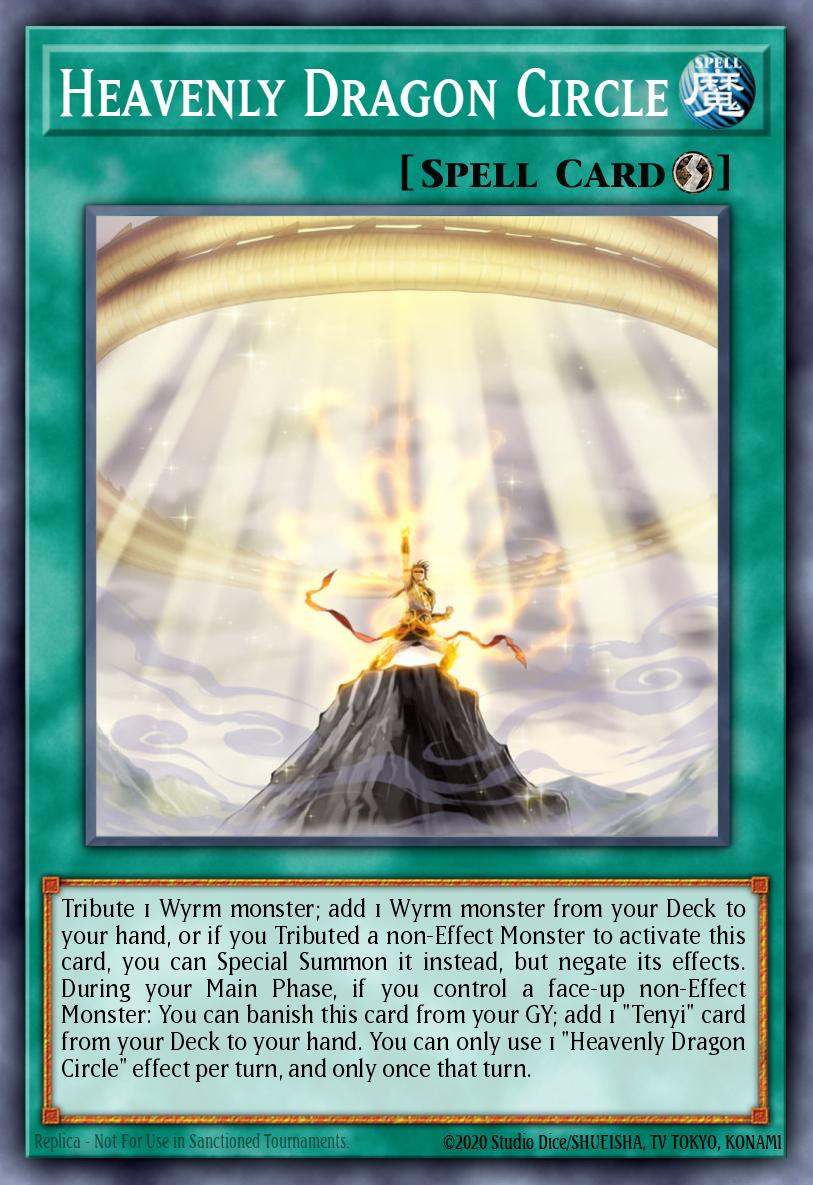 HEAVENLY DRAGON CIRCLE
SPELL
魔
[SPELL CARD]
Tribute 1 Wyrm monster; add 1 Wyrm monster from your Deck to
your hand, or if you Tributed a non-Effect Monster to activate this
card, you can Special Summon it instead, but negate its effects.
During your Main Phase, if you control a face-up non-Effect
Monster: You can banish this card from your GY; add 1 "Tenyi" card
from your Deck to your hand. You can only use 1 "Heavenly Dragon
Circle" effect per turn, and only once that turn.
Replica - Not For Use in Sanctioned Tournaments.
©2020 Studio Dice/SHUEISHA, TV TOKYO, KONAMI